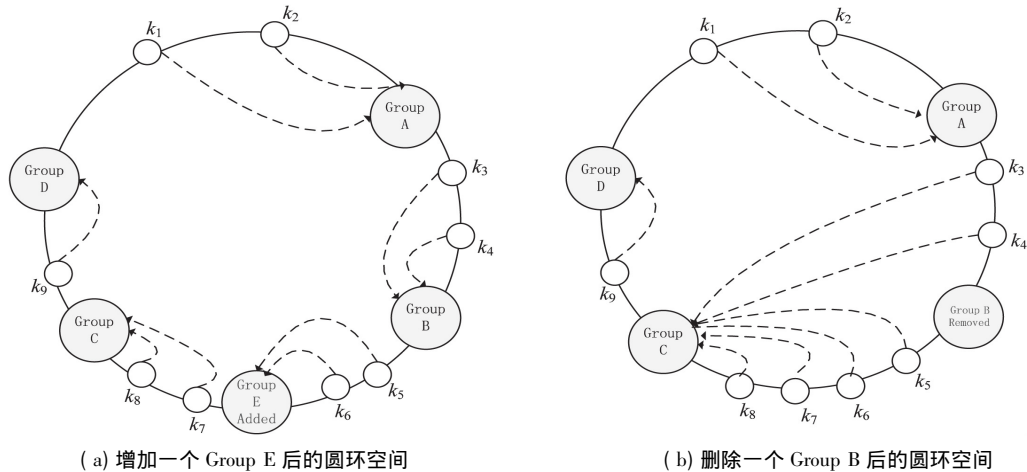 k1
k2
Group
A
k3
k4
Group
B
k5
k6
Group
E
Added
k7
k8
Group
C
k9
Group
D
( a) 增加一个 Group E 后的圆环空间
k1
k2
Group
A
k3
k4
Group B
Removed
k5
k6
k7
k8
Group
C
k9
Group
D
( b) 删除一个 Group B 后的圆环空间